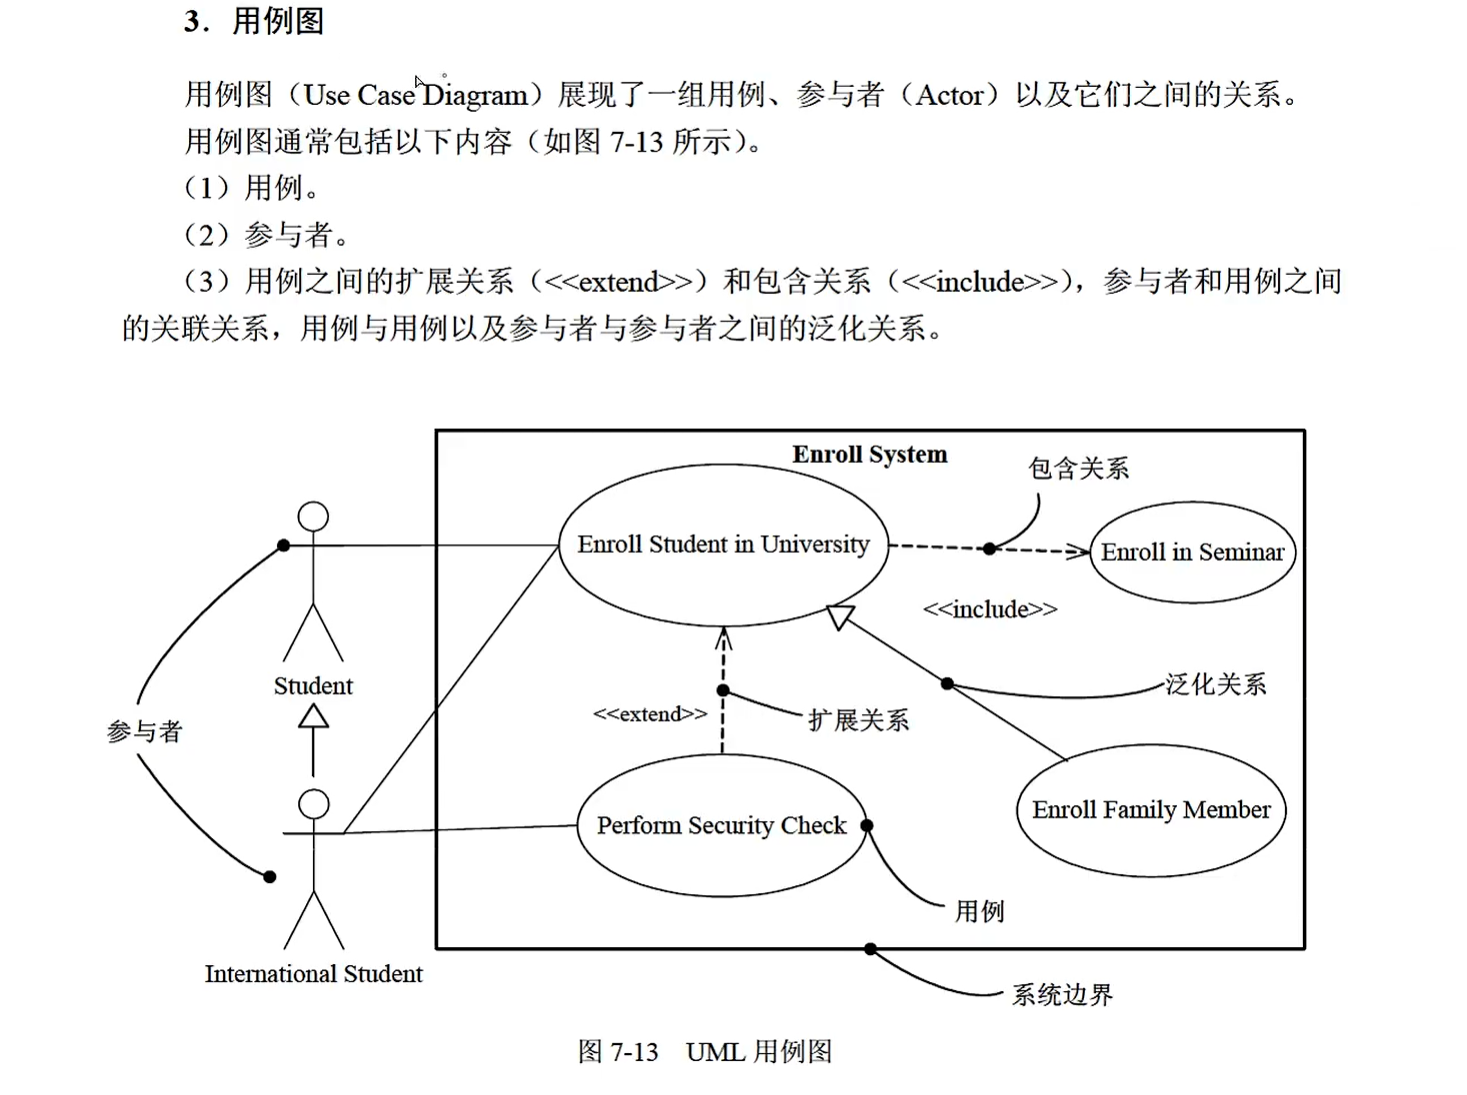 3．用例图
用例图（Use Case Diagram）展现了一组用例、参与者（Actor）以及它们之间的关系。
用例图通常包括以下内容（如图 7-13 所示）。
（1）用例。
（2）参与者。
（3）用例之间的扩展关系（<<extend>>）和包含关系（<<include>>），参与者和用例之间
的关联关系，用例与用例以及参与者与参与者之间的泛化关系。
Enroll System
包含关系
Enroll Student in University
Enroll in Seminar
<<include>>
Student
泛化关系
<<extend>>
扩展关系
参与者
Perform Security Check
Enroll Family Member
用例
International Student
系统边界
图 7-13 UML 用例图